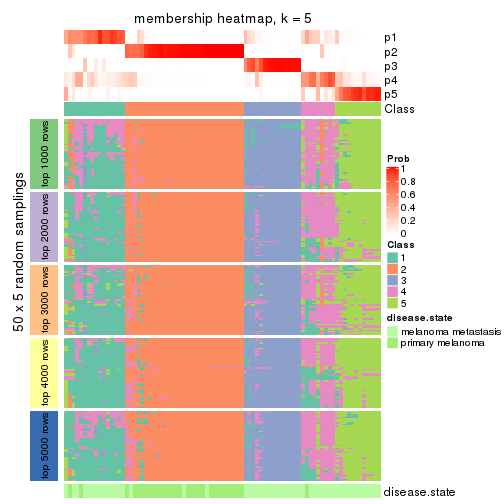 membership heatmap, k = 5
p1
p2
p3
p4
p5
Class
50 x 5 random samplings
top 1000 rows
top 2000 rows
top 3000 rows
top 4000 rows
top 5000 rows
disease.state
Prob
1
0.8
0.6
0.4
0.2
0
Class
1
2
3
4
5
disease.state
melanoma metastasis
primary melanoma